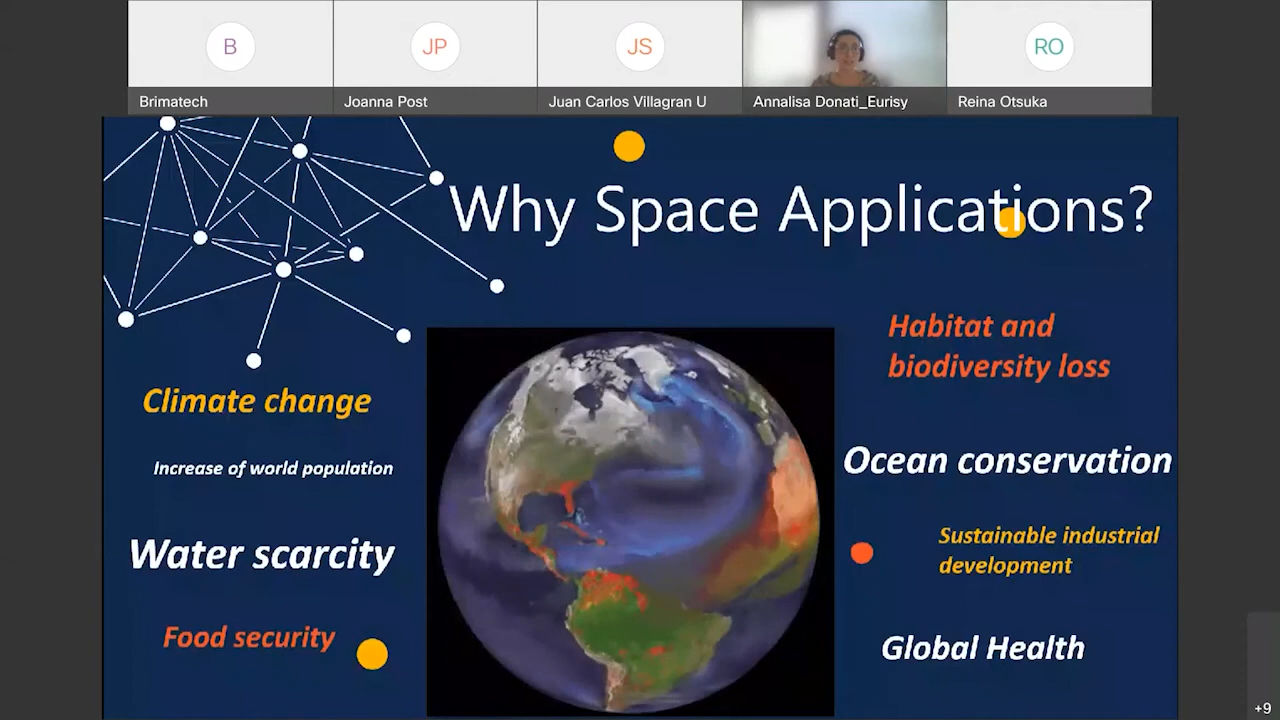 B
JP
JS
RO
Brimatech
Joanna Post
Juan Carlos Villagran U
Annalisa Donati_Eurisy
Reina Otsuka
Why Space Applications?
Habitat and
biodiversity loss
Climate change
Increase of world population
Ocean conservation
Water scarcity
Sustainable industrial
development
Food security
Global Health
+9